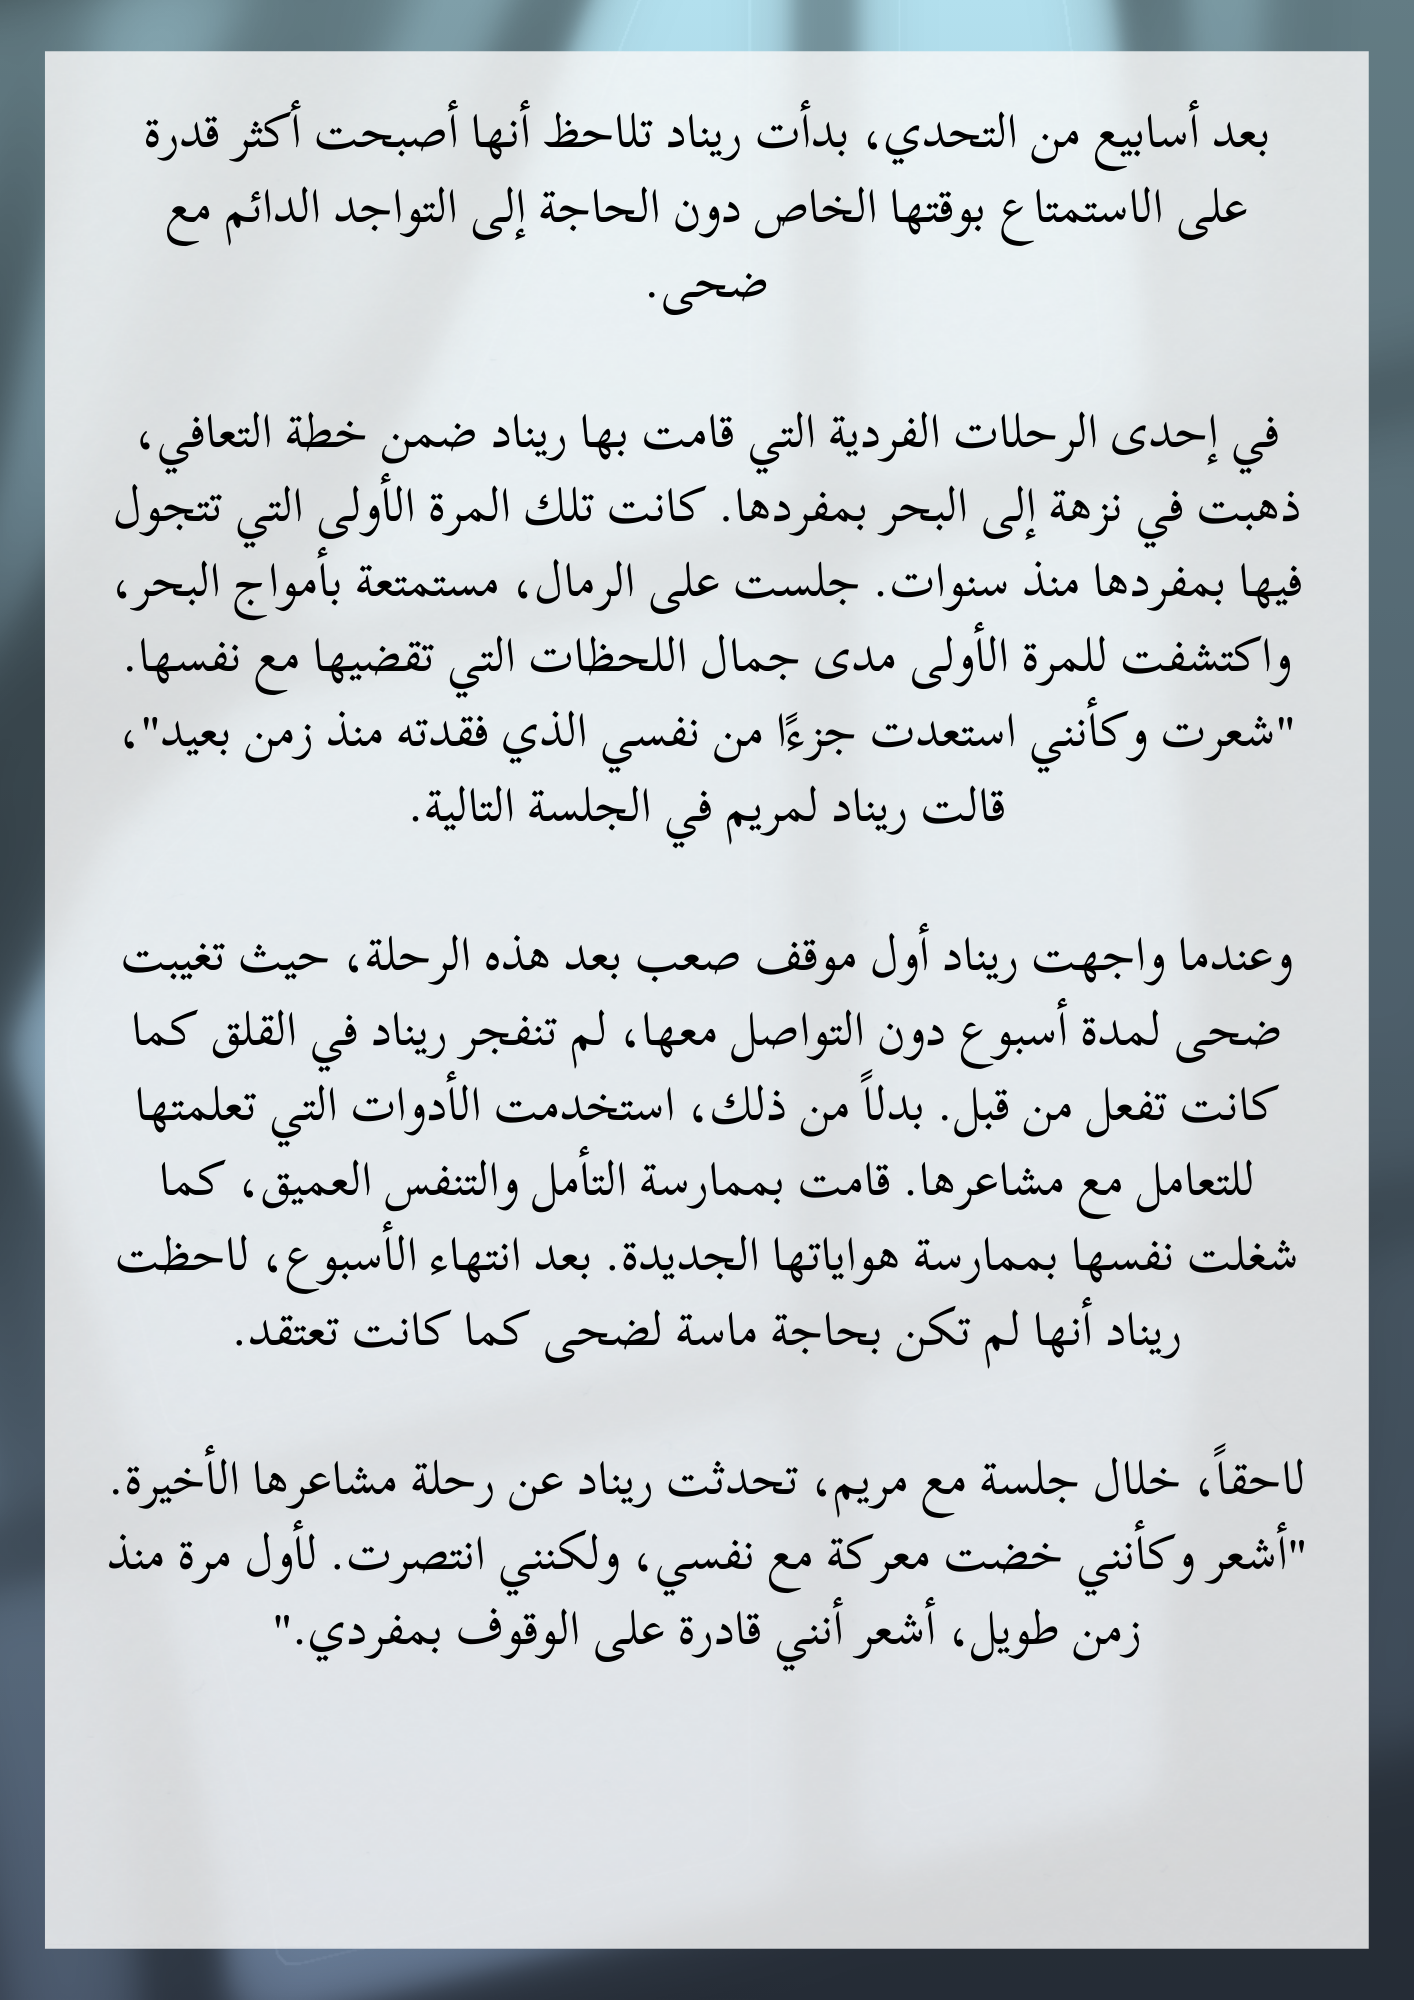 بعد أسابيع من التحدي، بدأت ريناد تلاحظ أنها أصبحت أكثر قدرة
على الاستمتاع بوقتها الخاص دون الحاجة إلى التواجد الدائم مع
ضحى.
في إحدى الرحلات الفردية التي قامت بها ريناد ضمن خطة التعافي،
ذهبت في نزهة إلى البحر بمفردها. كانت تلك المرة الأولى التي تتجول
فيها بمفردها منذ سنوات. جلست على الرمال، مستمتعة بأمواج البحر،
واكتشفت للمرة الأولى مدى جمال اللحظات التي تقضيها مع نفسها.
"شعرت وكأنني استعدت جزءًا من نفسي الذي فقدته منذ زمن بعيد"،
قالت ريناد لمريم في الجلسة التالية.
وعندما واجهت ريناد أول موقف صعب بعد هذه الرحلة، حيث تغيبت
ضحى لمدة أسبوع دون التواصل معها، لم تنفجر ريناد في القلق كما
كانت تفعل من قبل. بدلاً من ذلك، استخدمت الأدوات التي تعلمتها
للتعامل مع مشاعرها. قامت بممارسة التأمل والتنفس العميق، كما
شغلت نفسها بممارسة هواياتها الجديدة. بعد انتهاء الأسبوع، لاحظت
ريناد أنها لم تكن بحاجة ماسة لضحى كما كانت تعتقد.
لاحقاً، خلال جلسة مع مريم، تحدثت ريناد عن رحلة مشاعرها الأخيرة.
"أشعر وكأنني خضت معركة مع نفسي، ولكنني انتصرت. لأول مرة منذ
زمن طويل، أشعر أنني قادرة على الوقوف بمفردي."